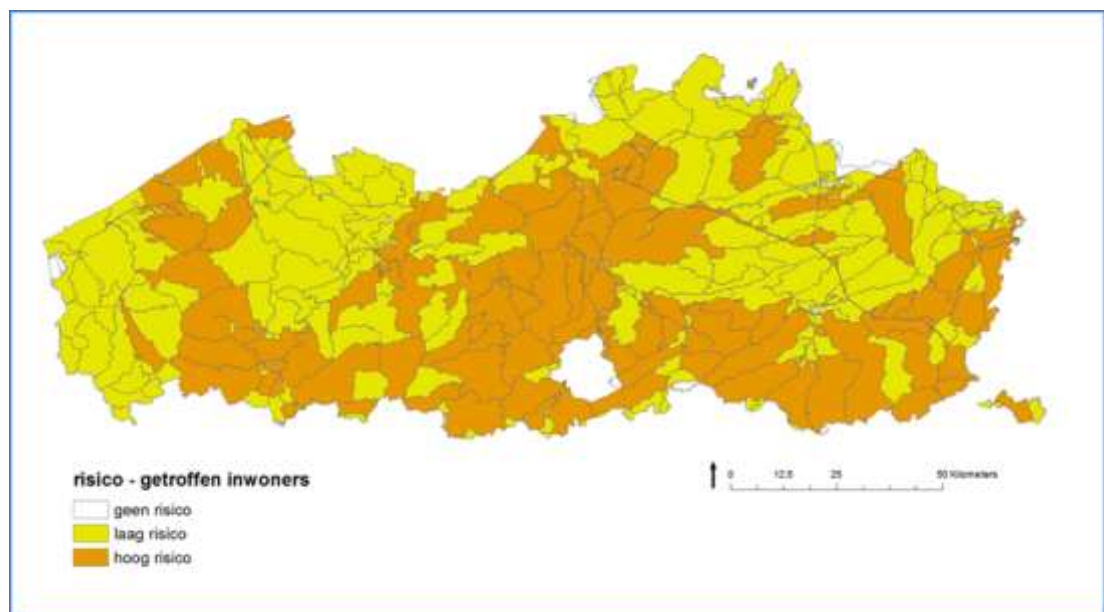 risico - getroffen inwoners
geen risico
laag risico
hoog risico
0 12,5 25 50 Kilometers